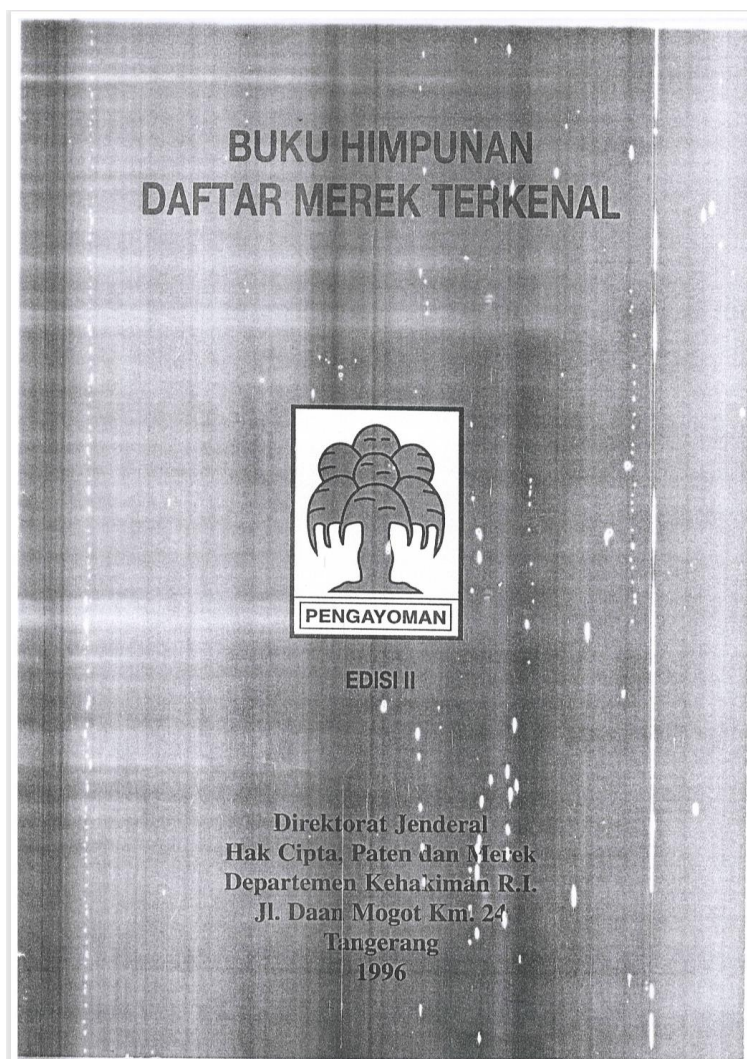 BUKU HIMPUNAN
DAFTAR MEREK TERKENAL
PENGAYOMAN
EDISI II
Direktorat Jenderal
Hak Cipta, Paten dan Merek
Departemen Kehakiman R.I.
Jl. Daan Mogot Km. 24
Tangerang
1996